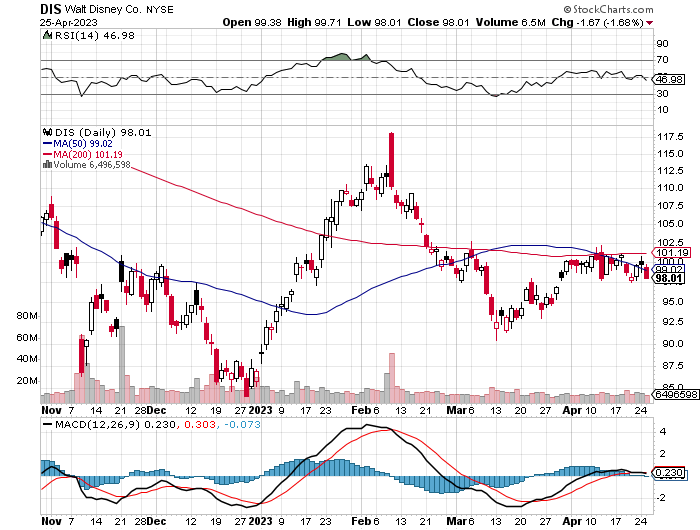 DIS Walt Disney Co. NYSE © StockCharts.com
25-Apr-2023 Open 99.38 High 99.71 Low 98.01 Close 98.01 Volume 6.5M Chg -1.67 (-1.68%)
RSI(14) 46.98
90
70
46.98
30
10
DIS (Daily) 98.01
MA(50) 99.02
MA(200) 101.19
Volume 6,496,598
117.5
115.0
112.5
110.0
107.5
105.0
102.5
101.19
100.0
99.02
98.01
95.0
92.5
90.0
87.5
85.0
6496598
80M
60M
40M
20M
Nov 7 14 21 28 Dec 12 19 27 2023 9 17 23 Feb 6 13 21 Mar 6 13 20 27 Apr 10 17 24
MACD(12,26,9) 0.230, 0.303, -0.073
4
2
0.230
-2
Nov 7 14 21 28 Dec 12 19 27 2023 9 17 23 Feb 6 13 21 Mar 6 13 20 27 Apr 10 17 24